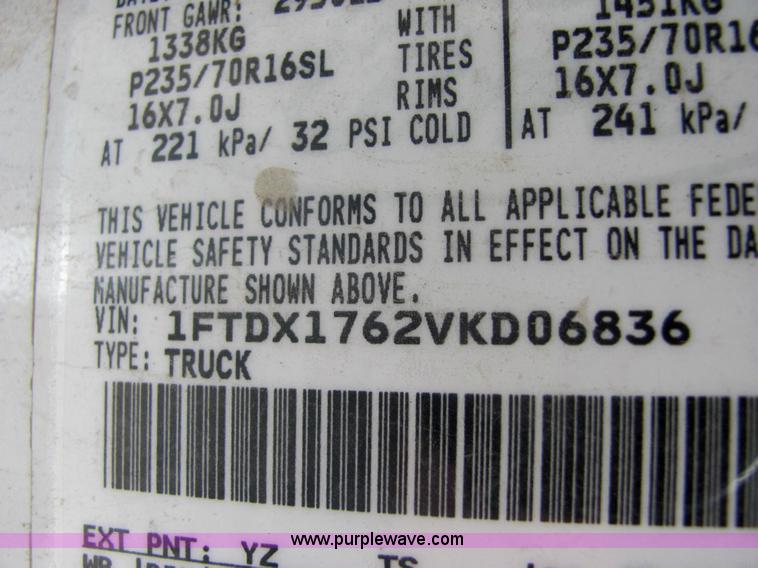 FRONT GAWR:
1451KG
1338KG WITH
P235/70R16SL TIRES P235/70R16
16X7.0J RIMS 16X7.0J
AT 221 kPa/ 32 PSI COLD AT 241 kPa/
THIS VEHICLE CONFORMS TO ALL APPLICABLE FEDE
VEHICLE SAFETY STANDARDS IN EFFECT ON THE DA
MANUFACTURE SHOWN ABOVE.
VIN: 1FTDX1762VKD06836
TYPE: TRUCK
EXT PNT: YZ
www.purplewave.com